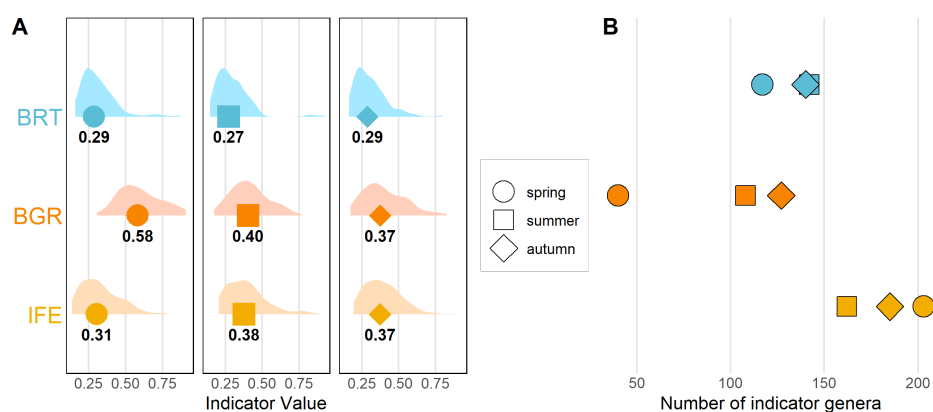 A
BRT
0.29
0.27
0.29
BGR
0.58
0.40
0.37
IFE
0.31
0.38
0.37
0.25 0.50 0.75
0.25 0.50 0.75
0.25 0.50 0.75
Indicator Value
spring
summer
autumn
B
50 100 150 200
Number of indicator genera